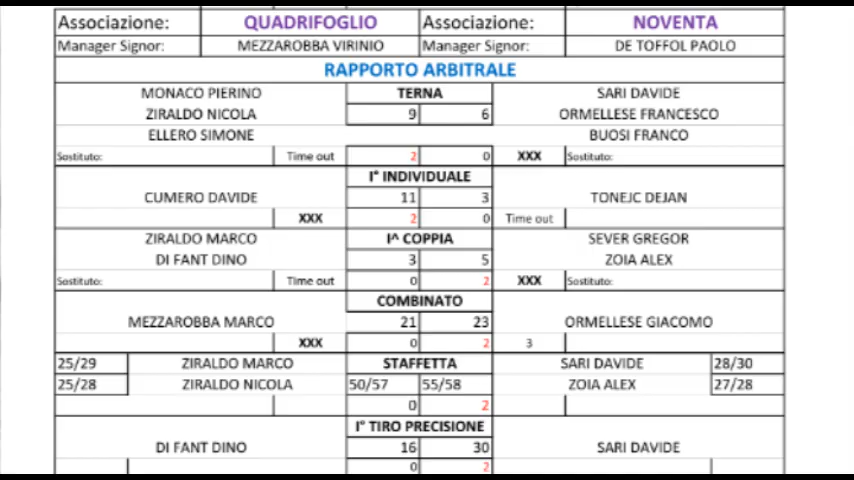 Associazione: QUADRIFOGLIO Associazione: NOVENTA
Manager Signor: MEZZAROBBA VIRINIO Manager Signor: DE TOFFOL PAOLO
RAPPORTO ARBITRALE
MONACO PIERINO TERNA SARI DAVIDE
ZIRALDO NICOLA 9 6 ORMELLESE FRANCESCO
ELLERO SIMONE BUOSI FRANCO
Sostituto: Time out 2 0 XXX Sostituto:
I° INDIVIDUALE
CUMERO DAVIDE 11 3 TONEJC DEJAN
XXX 2 0 Time out
ZIRALDO MARCO I^ COPPIA SEVER GREGOR
DI FANT DINO 3 5 ZOIA ALEX
Sostituto: Time out 0 2 XXX Sostituto:
COMBINATO
MEZZAROBBA MARCO 21 23 ORMELLESE GIACOMO
XXX 0 2 3
25/29 ZIRALDO MARCO STAFFETTA SARI DAVIDE 28/30
25/28 ZIRALDO NICOLA 50/57 55/58 ZOIA ALEX 27/28
0 2
I° TIRO PRECISIONE
DI FANT DINO 16 30 SARI DAVIDE
0 2